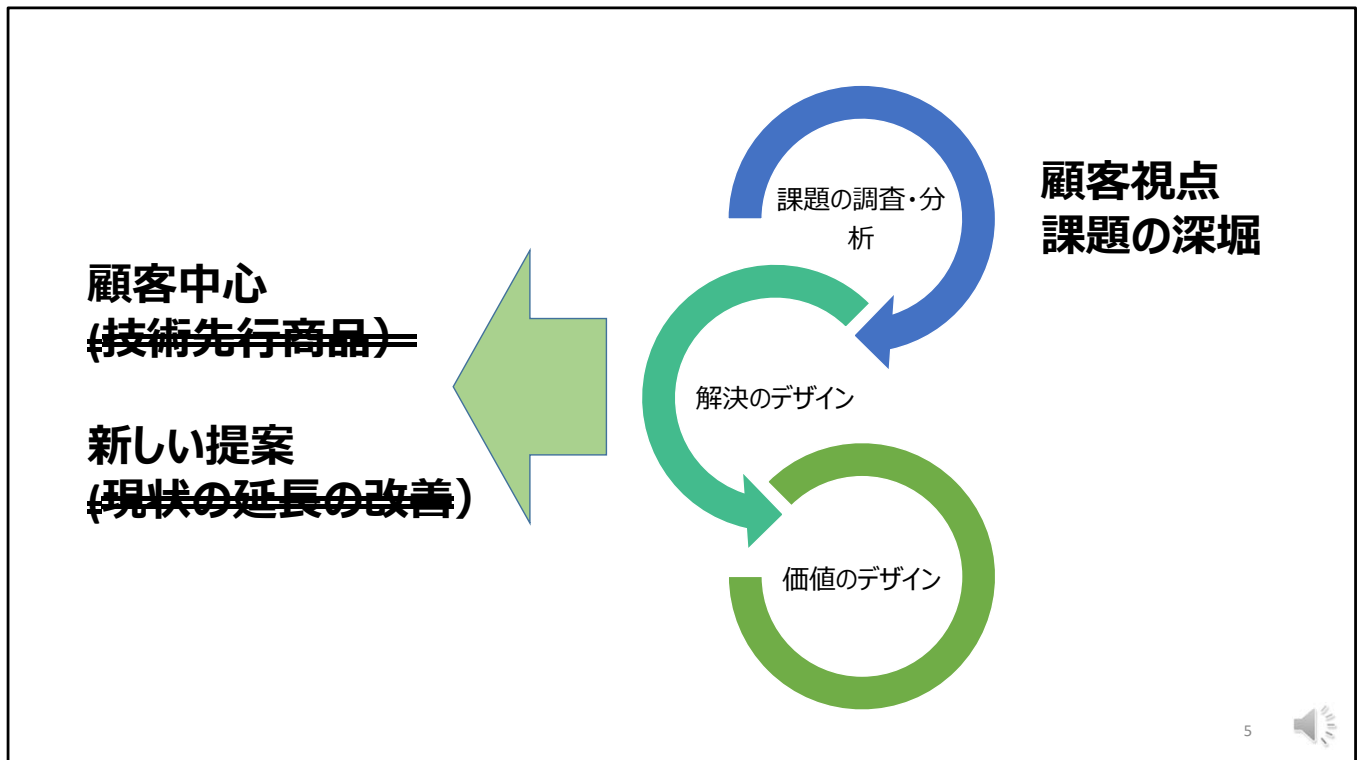 顧客中心
(技術先行商品）
新しい提案
(現状の延長の改善）
課題の調査・分
析
解決のデザイン
価値のデザイン
顧客視点
課題の深堀
5